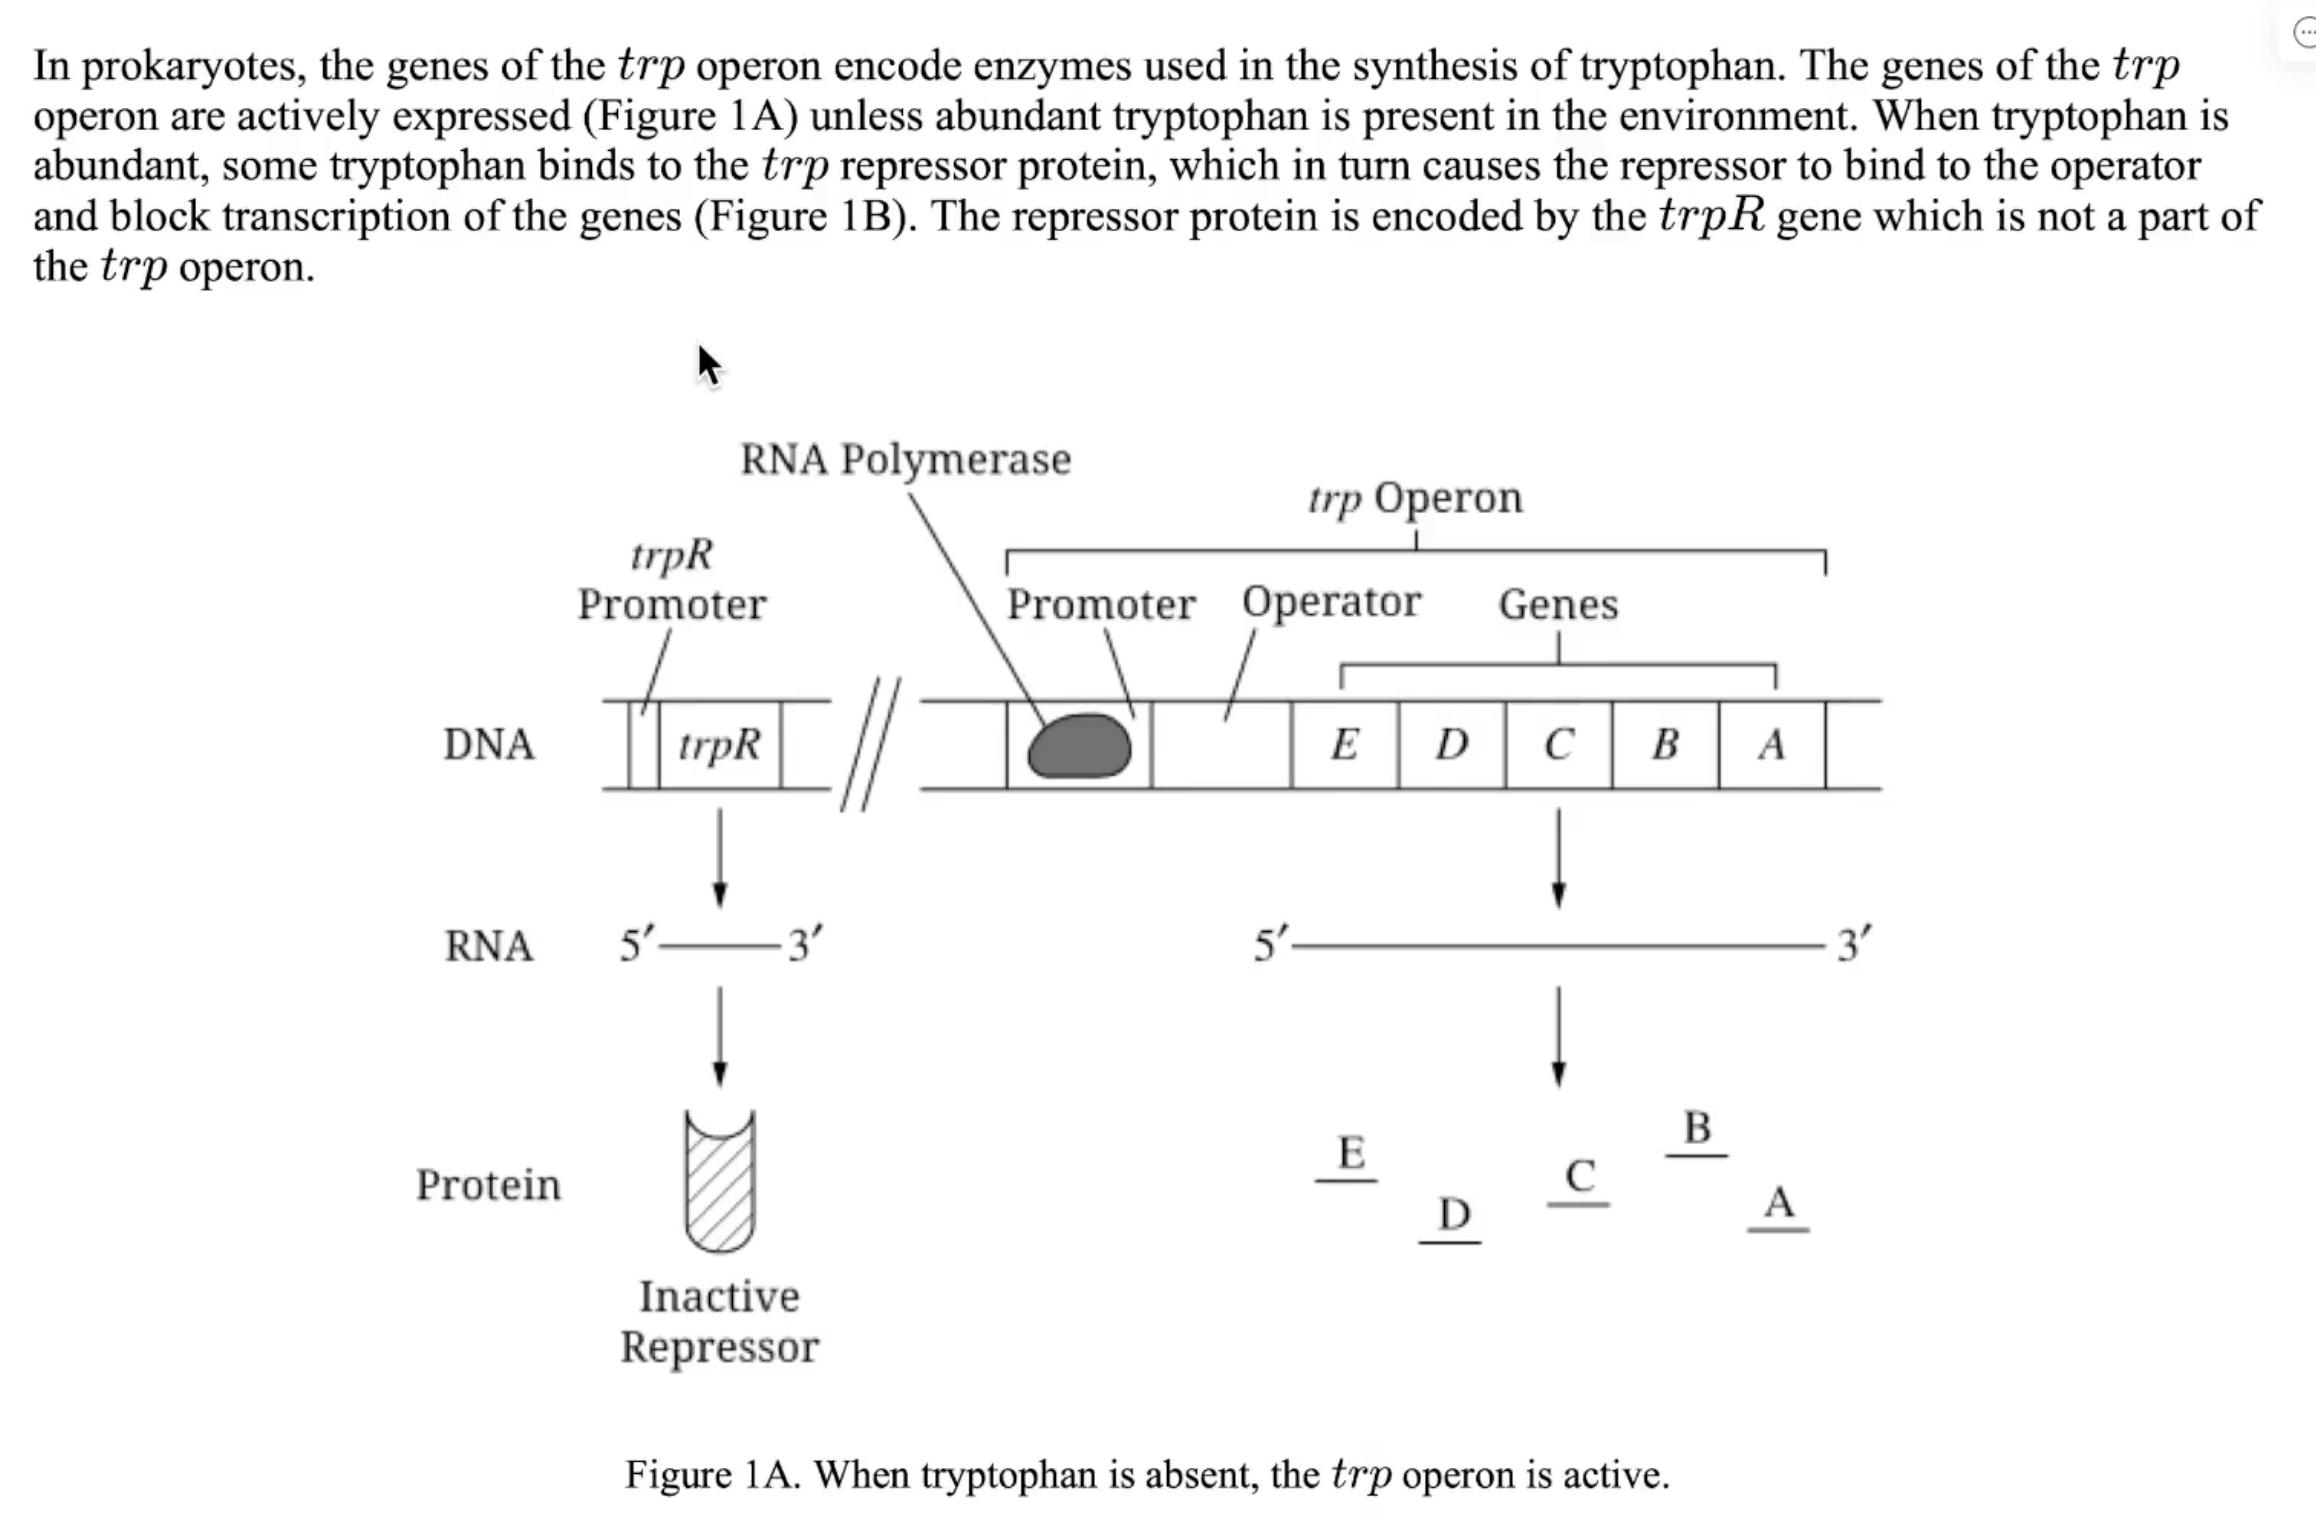 In prokaryotes, the genes of the trp operon encode enzymes used in the synthesis of tryptophan. The genes of the trp
operon are actively expressed (Figure 1A) unless abundant tryptophan is present in the environment. When tryptophan is
abundant, some tryptophan binds to the trp repressor protein, which in turn causes the repressor to bind to the operator
and block transcription of the genes (Figure 1B). The repressor protein is encoded by the trpR gene which is not a part of
the trp operon.
RNA Polymerase
trp Operon
trpR
Promoter
Promoter
Operator
Genes
DNA
trpR
E
D
C
B
A
RNA
5′
3′
5′
3′
Protein
E
D
C
B
A
Inactive
Repressor
Figure 1A. When tryptophan is absent, the trp operon is active.